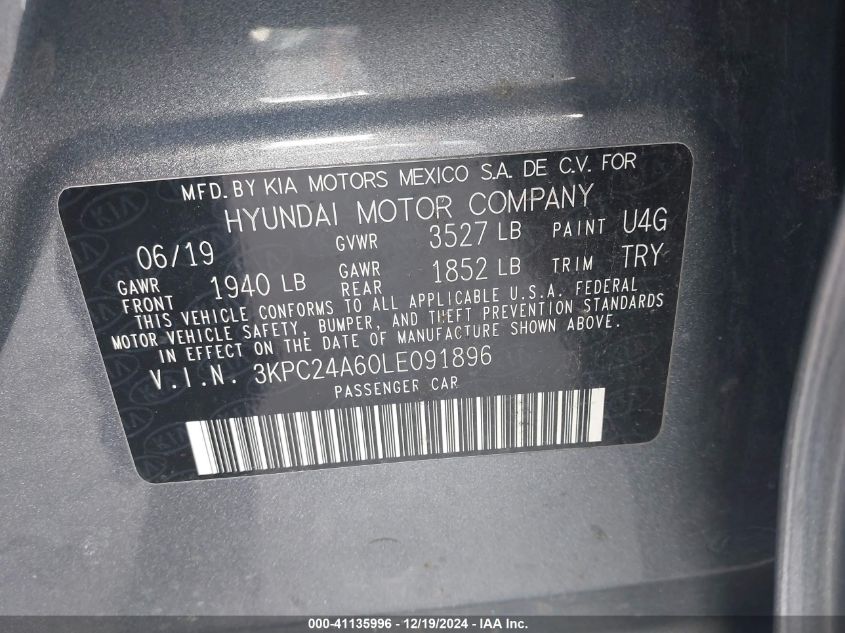 MFD. BY KIA MOTORS MEXICO S.A. DE C.V. FOR
HYUNDAI MOTOR COMPANY
06/19 GVWR 3527 LB PAINT U4G
GAWR FRONT 1940 LB GAWR REAR 1852 LB TRIM TRY
THIS VEHICLE CONFORMS TO ALL APPLICABLE U.S.A. FEDERAL
MOTOR VEHICLE SAFETY, BUMPER, AND THEFT PREVENTION STANDARDS
IN EFFECT ON THE DATE OF MANUFACTURE SHOWN ABOVE.
V.I.N. 3KPC24A60LE091896
PASSENGER CAR
000-41135996 - 12/19/2024 - IAA Inc.